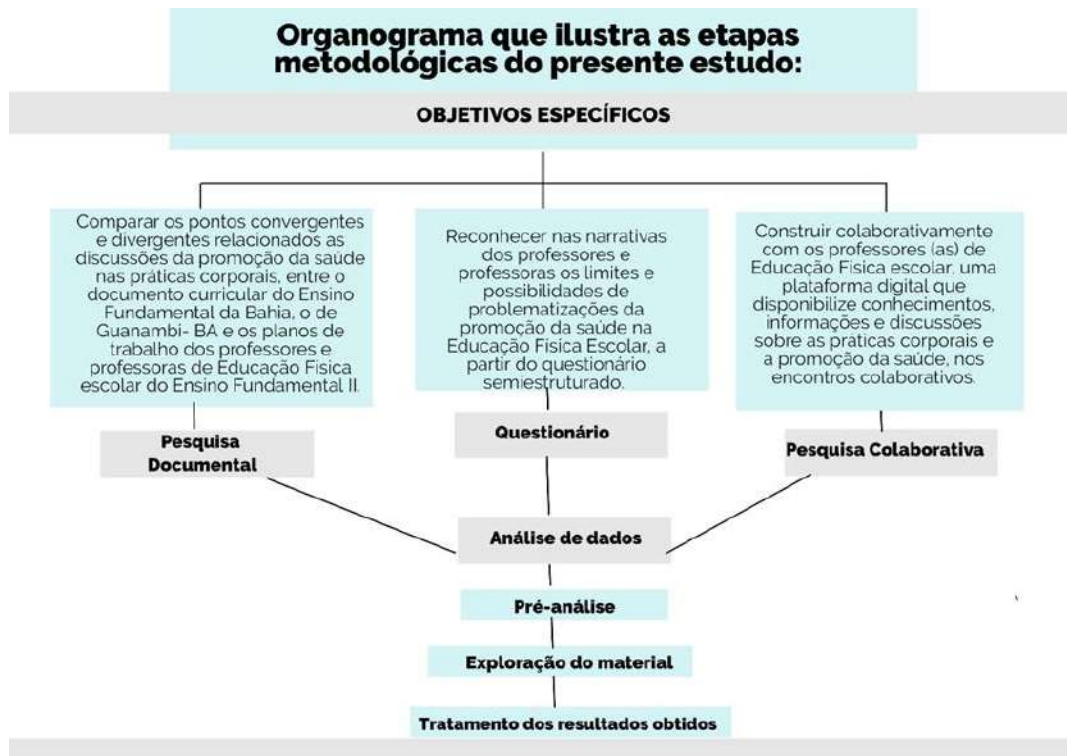 Organograma que ilustra as etapas
metodológicas do presente estudo:
OBJETIVOS ESPECÍFICOS
Comparar os pontos convergentes
e divergentes relacionados as
discussões da promoção da saúde
nas práticas corporais, entre o
documento curricular do Ensino
Fundamental da Bahia, o de
Guanambi- BA e os planos de
trabalho dos professores e
professoras de Educação Física
escolar do Ensino Fundamental II.
Pesquisa
Documental
Reconhecer nas narrativas
dos professores e
professoras os limites e
possibilidades de
problematizações da
promoção da saúde na
Educação Física Escolar, a
partir do questionário
semiestruturado.
Questionário
Construir colaborativamente
com os professores (as) de
Educação Física escolar, uma
plataforma digital que
disponibilize conhecimentos,
informações e discussões
sobre as práticas corporais e
a promoção da saúde, nos
encontros colaborativos.
Pesquisa Colaborativa
Análise de dados
Pré-análise
Exploração do material
Tratamento dos resultados obtidos